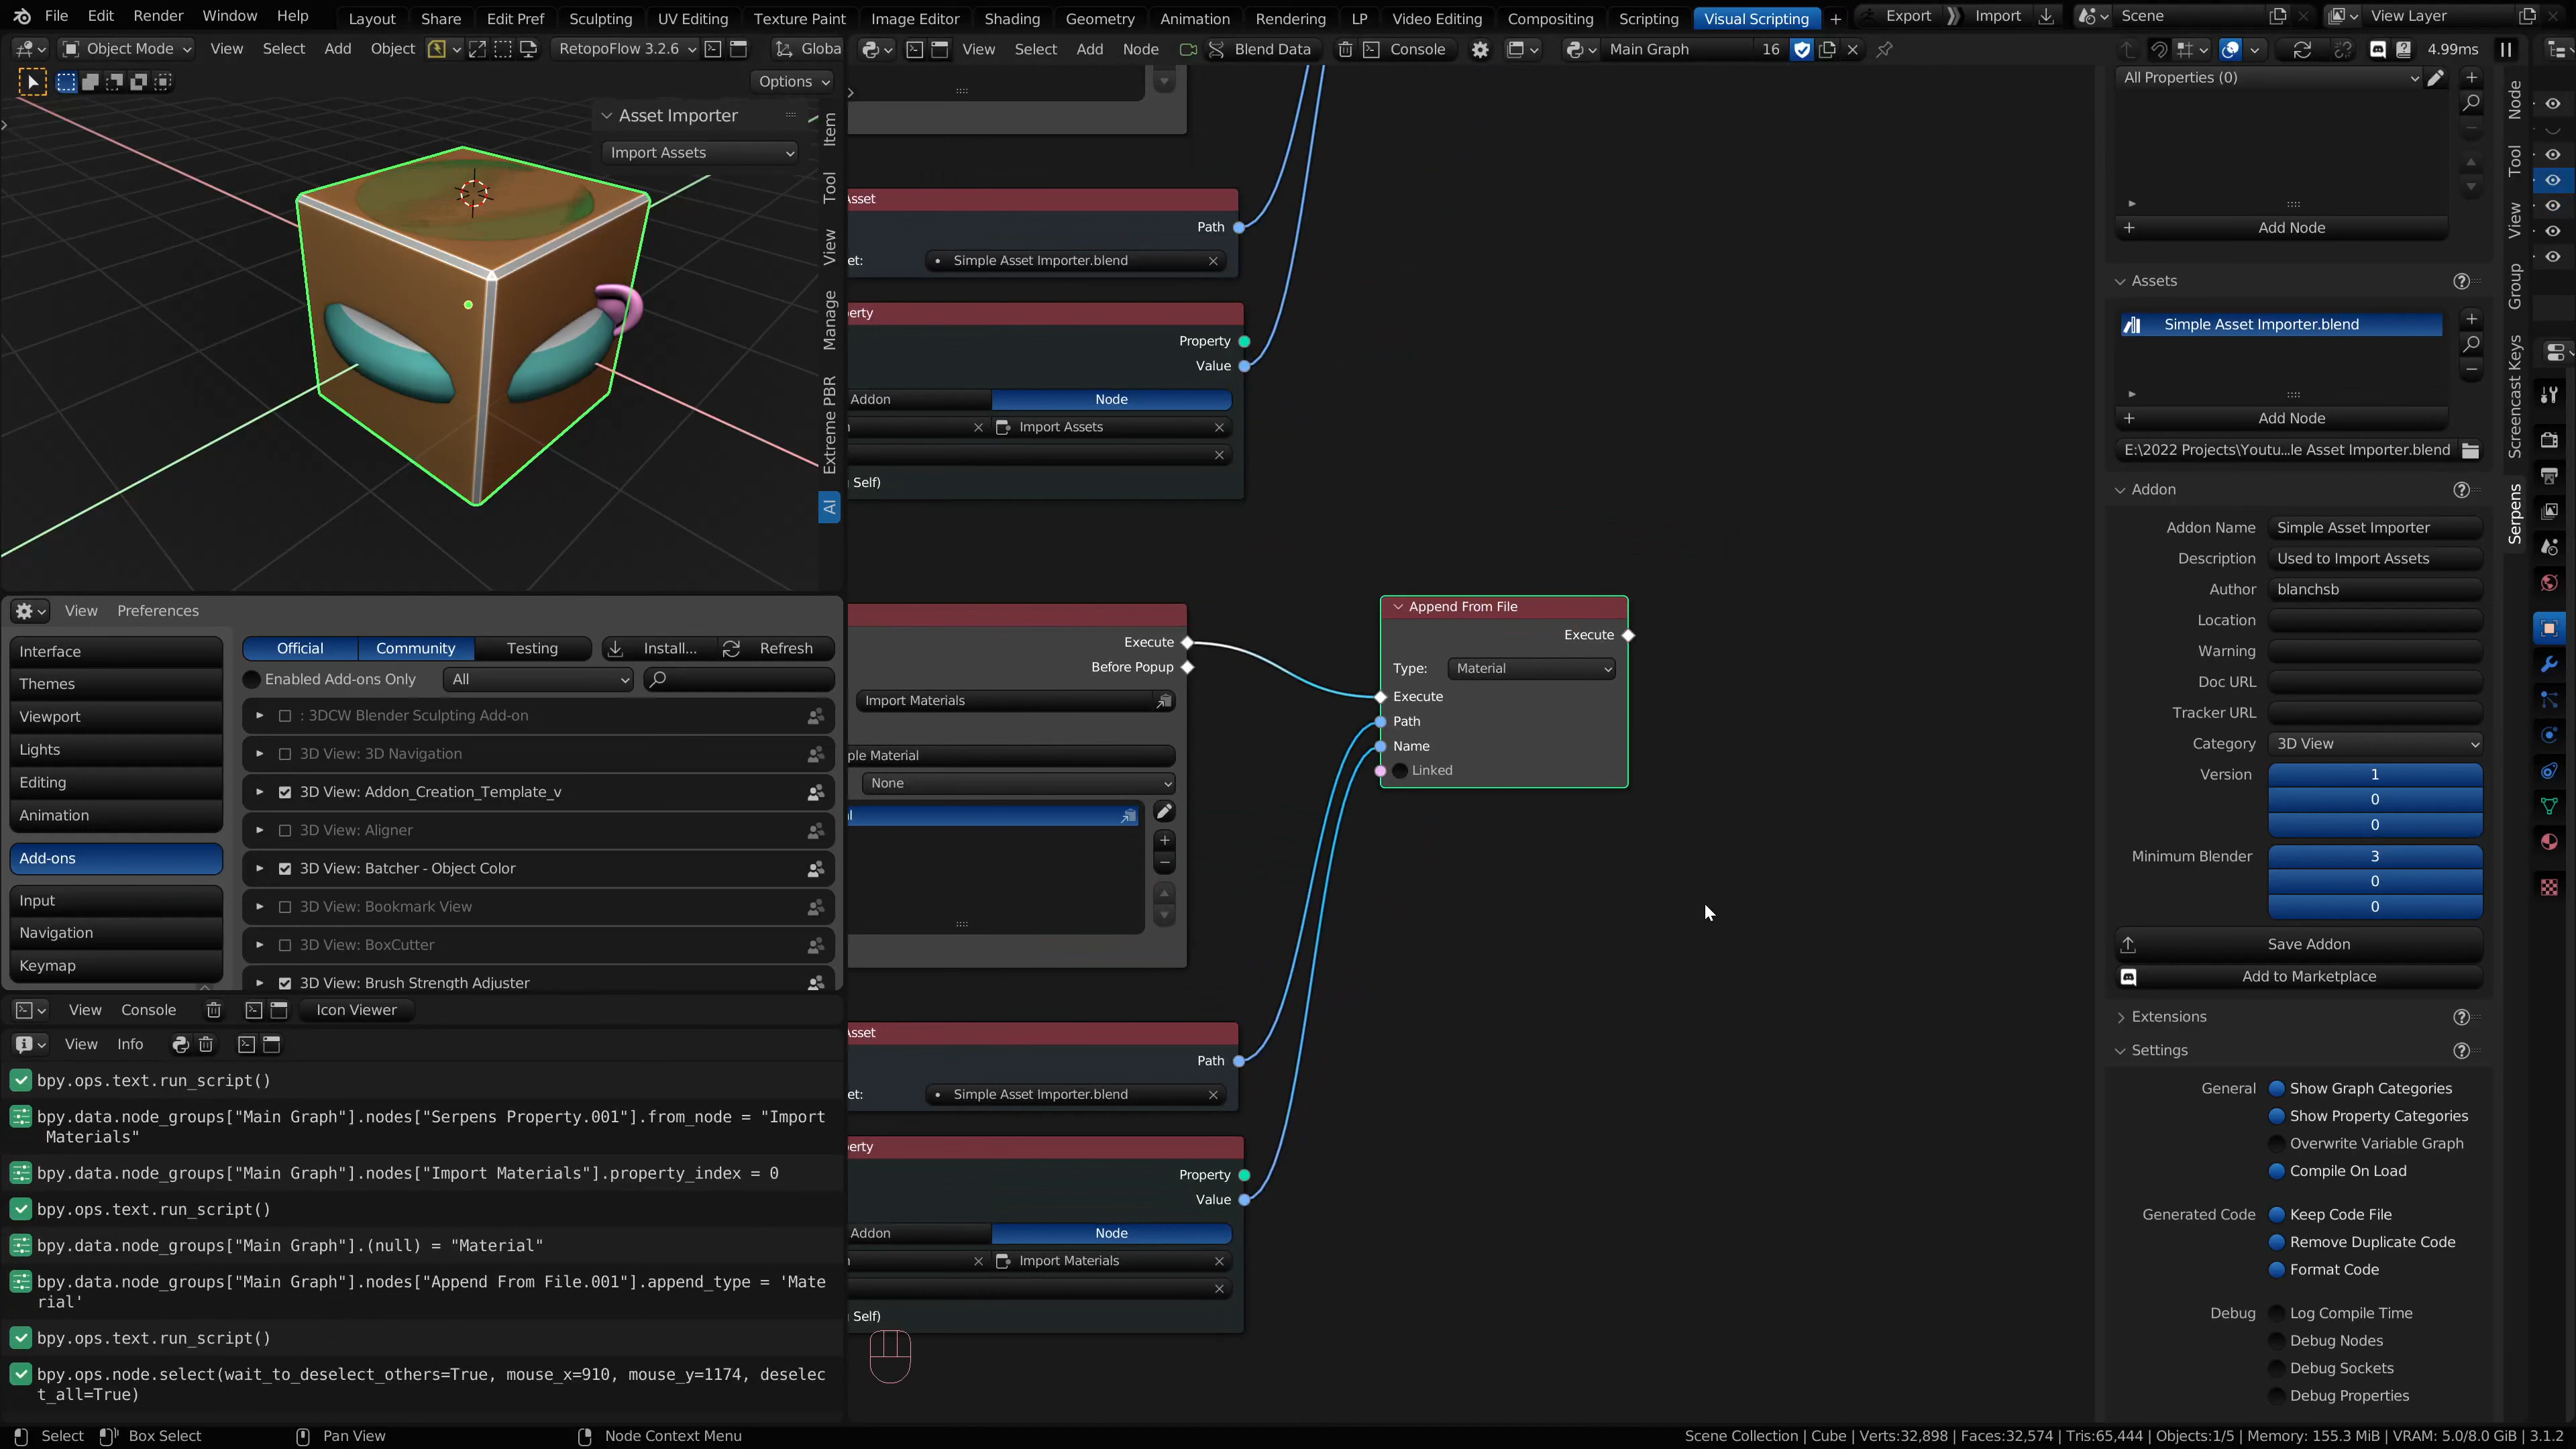 File Edit Render Window Help Layout Share Edit Pref Sculpting UV Editing Texture Paint Image Editor Shading Geometry Animation Rendering LP Video Editing Compositing Scripting Visual Scripting + Export Import Scene View Layer
Object Mode View Select Add Object RetopoFlow 3.2.6 Globa View Select Add Node Blend Data Console Main Graph 16 4.99ms
Options
All Properties (0)
Asset Importer
Import Assets
Item
Tool
View
Manage
Extreme PBR
AI
Asset
Path
et: Simple Asset Importer.blend
erty
Property
Value
Addon Node
Import Assets
Self)
Execute
Before Popup
Import Materials
ple Material
None
l
Append From File
Execute
Type: Material
Execute
Path
Name
Linked
Asset
Path
et: Simple Asset Importer.blend
erty
Property
Value
Addon Node
Import Materials
Self)
Add Node
Assets
Simple Asset Importer.blend
Add Node
E:\2022 Projects\Youtu...le Asset Importer.blend
Addon
Addon Name Simple Asset Importer
Description Used to Import Assets
Author blanchsb
Location
Warning
Doc URL
Tracker URL
Category 3D View
Version 1
0
0
Minimum Blender 3
0
0
Save Addon
Add to Marketplace
Extensions
Settings
General Show Graph Categories
Show Property Categories
Overwrite Variable Graph
Compile On Load
Generated Code Keep Code File
Remove Duplicate Code
Format Code
Debug Log Compile Time
Debug Nodes
Debug Sockets
Debug Properties
Node
Tool
View
Group
Screencast Keys
Serpens
View Preferences
Interface
Themes
Viewport
Lights
Editing
Animation
Add-ons
Input
Navigation
Keymap
Official Community Testing Install... Refresh
Enabled Add-ons Only All
: 3DCW Blender Sculpting Add-on
3D View: 3D Navigation
3D View: Addon_Creation_Template_v
3D View: Aligner
3D View: Batcher - Object Color
3D View: Bookmark View
3D View: BoxCutter
3D View: Brush Strength Adjuster
View Console Icon Viewer
View Info
bpy.ops.text.run_script()
bpy.data.node_groups["Main Graph"].nodes["Serpens Property.001"].from_node = "Import
Materials"
bpy.data.node_groups["Main Graph"].nodes["Import Materials"].property_index = 0
bpy.ops.text.run_script()
bpy.data.node_groups["Main Graph"].(null) = "Material"
bpy.data.node_groups["Main Graph"].nodes["Append From File.001"].append_type = 'Mate
rial'
bpy.ops.text.run_script()
bpy.ops.node.select(wait_to_deselect_others=True, mouse_x=910, mouse_y=1174, deselec
t_all=True)
Select Box Select Pan View Node Context Menu Scene Collection | Cube | Verts:32,898 | Faces:32,574 | Tris:65,444 | Objects:1/5 | Memory: 155.3 MiB | VRAM: 5.0/8.0 GiB | 3.1.2